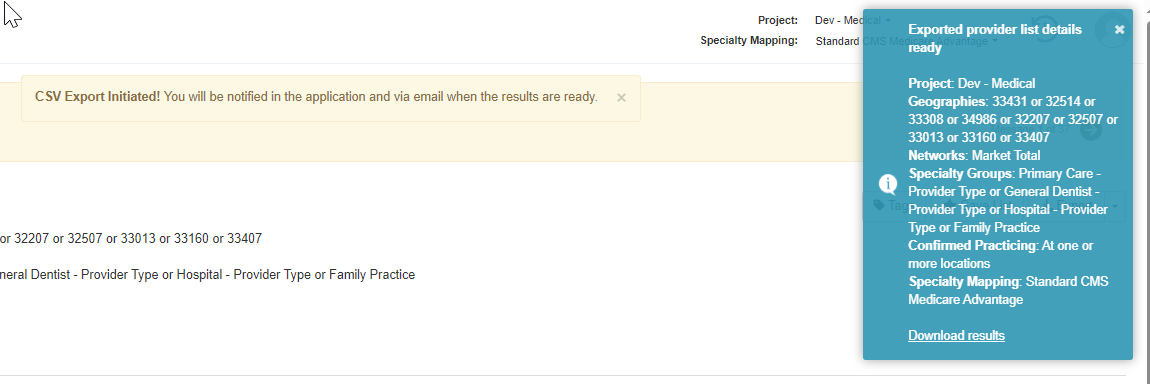 Project: Dev - Medical
Specialty Mapping: Standard CMS Medicare Advantage
CSV Export Initiated! You will be notified in the application and via email when the results are ready. ×
or 32207 or 32507 or 33013 or 33160 or 33407
neral Dentist - Provider Type or Hospital - Provider Type or Family Practice
Exported provider list details ×
ready
Project: Dev - Medical
Geographies: 33431 or 32514 or
33308 or 34986 or 32207 or 32507 or
33013 or 33160 or 33407
Networks: Market Total
Specialty Groups: Primary Care -
Provider Type or General Dentist -
Provider Type or Hospital - Provider
Type or Family Practice
Confirmed Practicing: At one or
more locations
Specialty Mapping: Standard CMS
Medicare Advantage
Download results